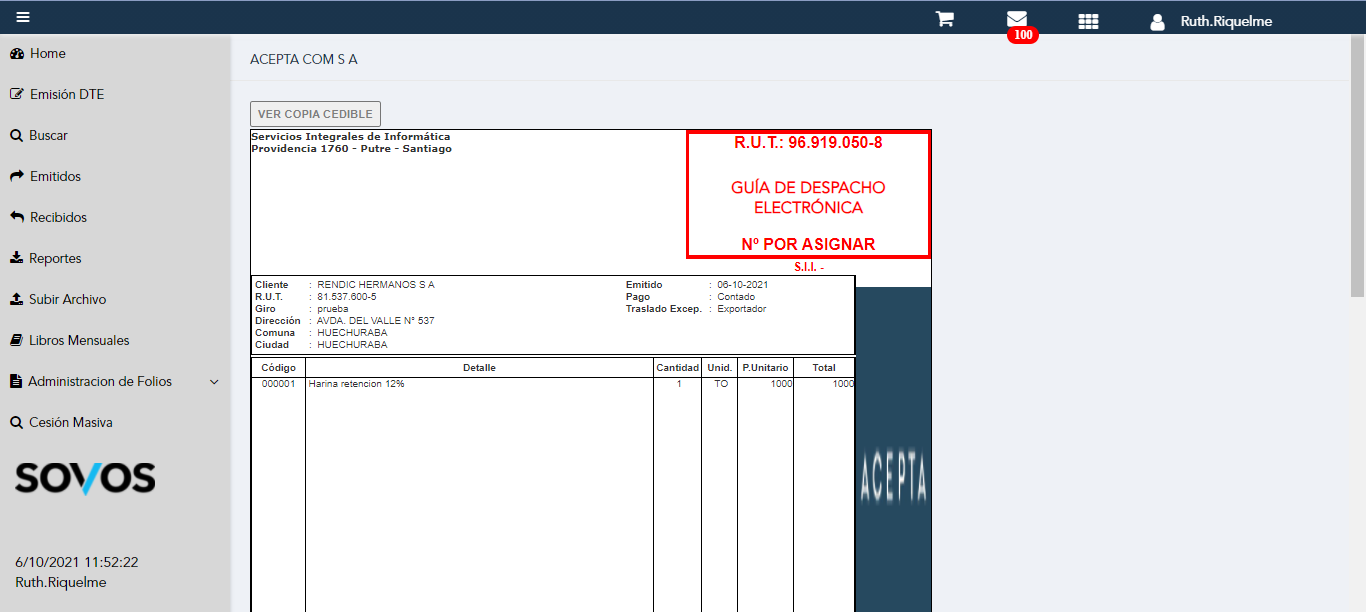 Ruth.Riquelme
100
Home
Emisión DTE
Buscar
Emitidos
Recibidos
Reportes
Subir Archivo
Libros Mensuales
Administracion de Folios
Cesión Masiva
SOVOS
6/10/2021 11:52:22
Ruth.Riquelme
ACEPTA COM S A
VER COPIA CEDIBLE
Servicios Integrales de Informática
Providencia 1760 - Putre - Santiago
R.U.T.: 96.919.050-8
GUÍA DE DESPACHO
ELECTRÓNICA
Nº POR ASIGNAR
S.I.I. -
Cliente : RENDIC HERMANOS S A
R.U.T. : 81.537.600-5
Giro : prueba
Dirección : AVDA. DEL VALLE N° 537
Comuna : HUECHURABA
Ciudad : HUECHURABA
Emitido : 06-10-2021
Pago : Contado
Traslado Excep. : Exportador
Código Detalle Cantidad Unid. P.Unitario Total
000001 Harina retencion 12% 1 TO 1000 1000
ACEPTA